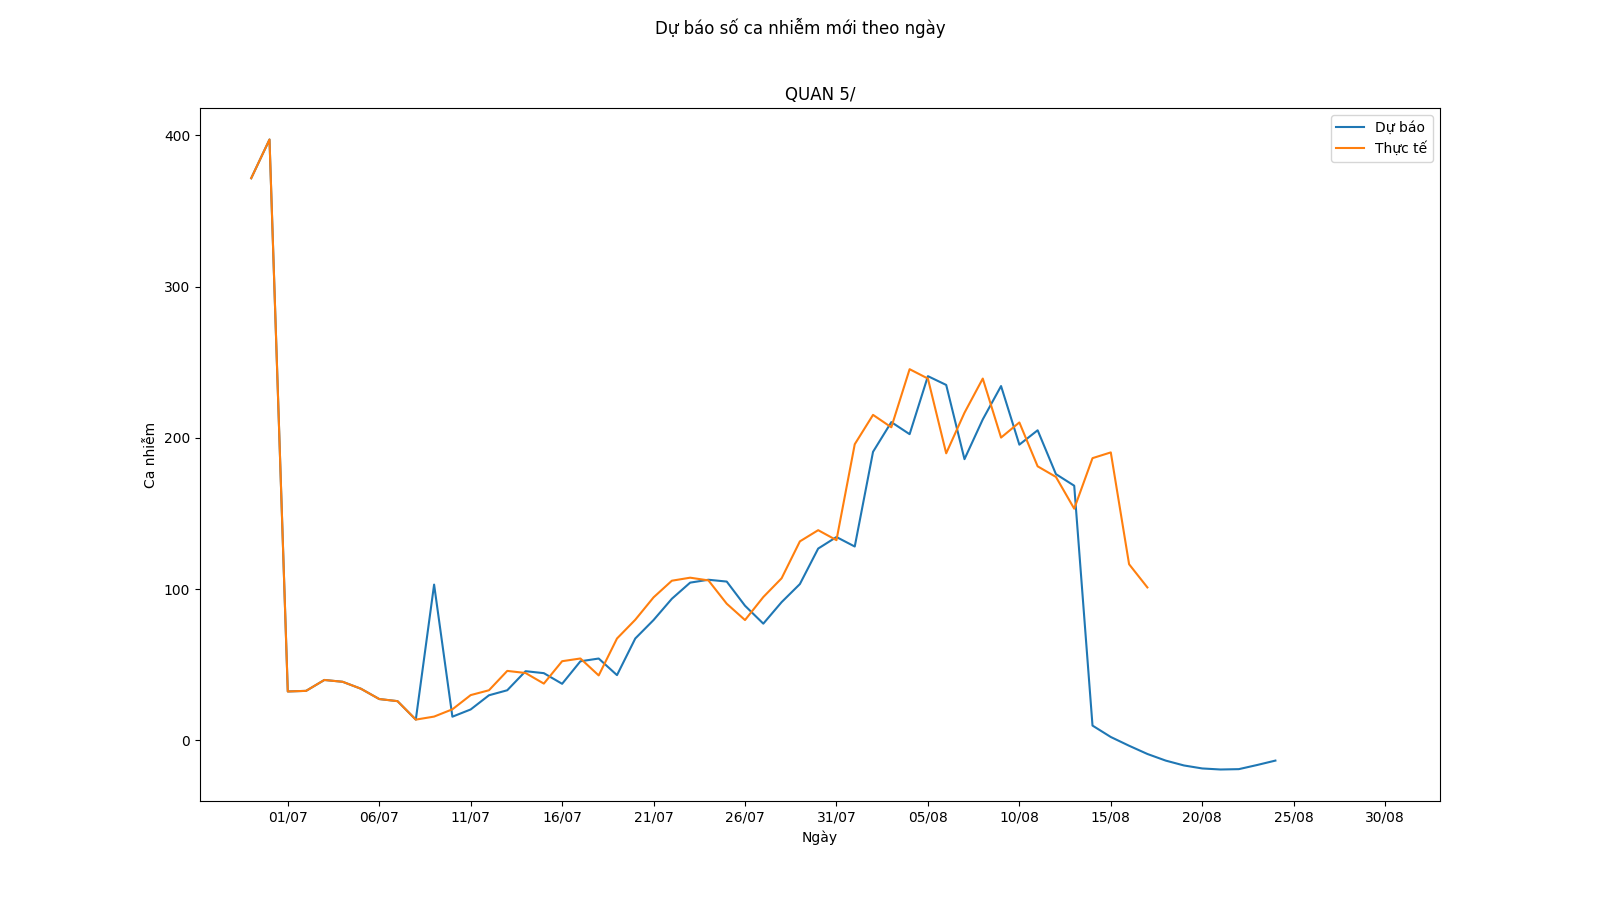 Dự báo số ca nhiễm mới theo ngày
QUAN 5/
Dự báo
Thực tế
400
300
200
100
0
Ca nhiễm
01/07 06/07 11/07 16/07 21/07 26/07 31/07 05/08 10/08 15/08 20/08 25/08 30/08
Ngày